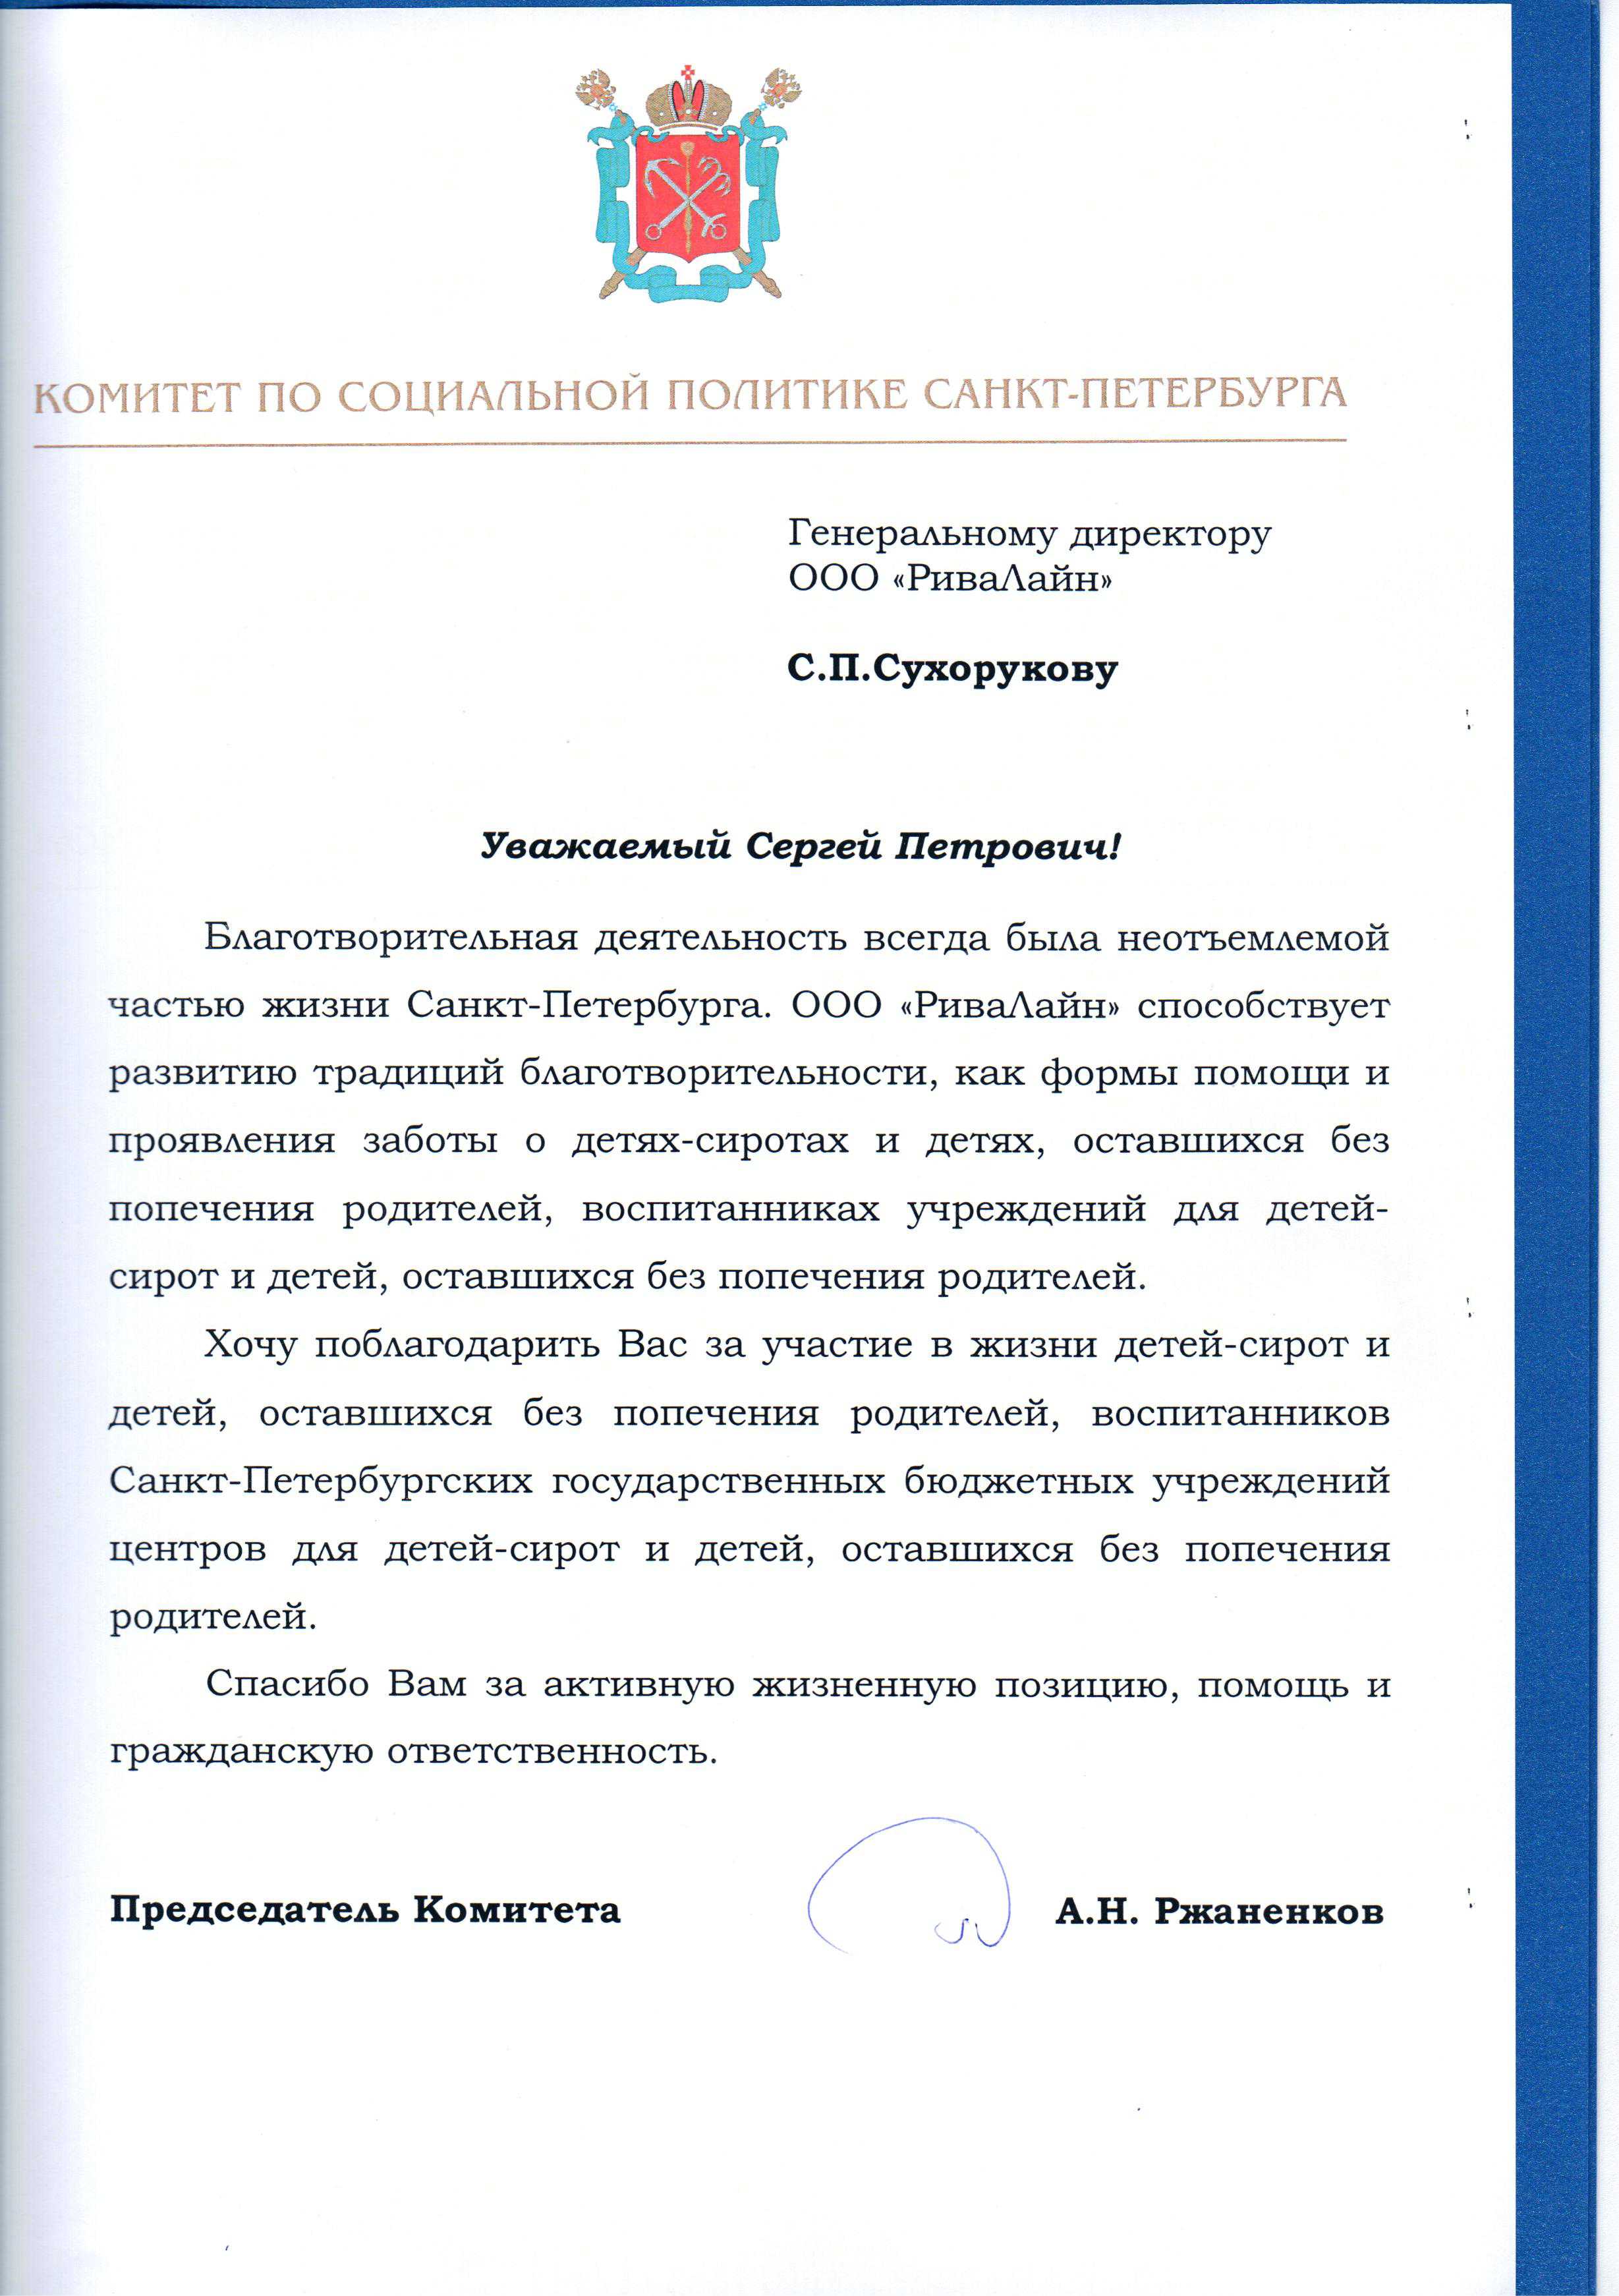 КОМИТЕТ ПО СОЦИАЛЬНОЙ ПОЛИТИКЕ САНКТ-ПЕТЕРБУРГА
Генеральному директору
ООО «РиваЛайн»
С.П.Сухорукову
Уважаемый Сергей Петрович!
Благотворительная деятельность всегда была неотъемлемой
частью жизни Санкт-Петербурга. ООО «РиваЛайн» способствует
развитию традиций благотворительности, как формы помощи и
проявления заботы о детях-сиротах и детях, оставшихся без
попечения родителей, воспитанниках учреждений для детей-
сирот и детей, оставшихся без попечения родителей.
Хочу поблагодарить Вас за участие в жизни детей-сирот и
детей, оставшихся без попечения родителей, воспитанников
Санкт-Петербургских государственных бюджетных учреждений
центров для детей-сирот и детей, оставшихся без попечения
родителей.
Спасибо Вам за активную жизненную позицию, помощь и
гражданскую ответственность.
Председатель Комитета А.Н. Ржаненков